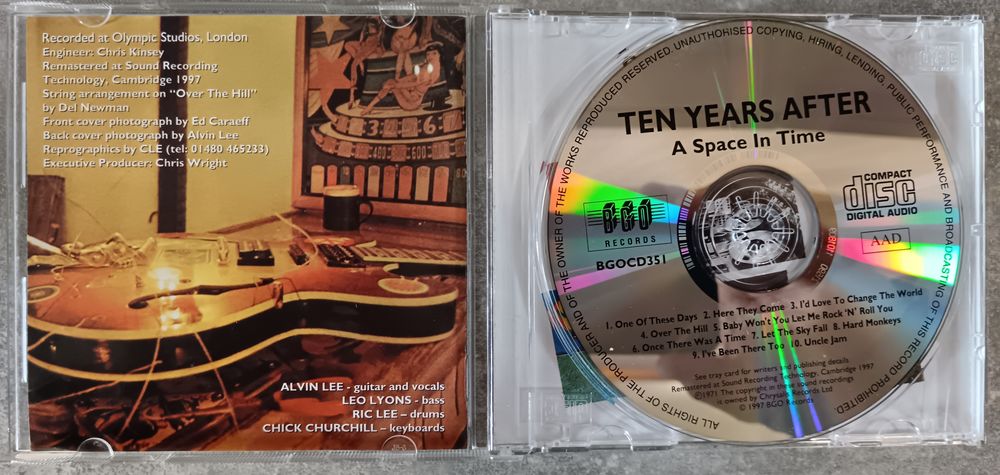 Recorded at Olympic Studios, London
Engineer: Chris Kinsey
Remastered at Sound Recording
Technology, Cambridge 1997
String arrangement on "Over The Hill"
by Del Newman
Front cover photograph by Ed Caraeff
Back cover photograph by Alvin Lee
Reprographics by CLE (tel: 01480 465233)
Executive Producer: Chris Wright
ALVIN LEE - guitar and vocals
LEO LYONS - bass
RIC LEE – drums
CHICK CHURCHILL – keyboards
ALL RIGHTS OF THE PRODUCER AND OF THE OWNER OF THE WORKS REPRODUCED RESERVED. UNAUTHORISED COPYING, HIRING, LENDING, PUBLIC PERFORMANCE AND BROADCASTING OF THIS RECORD PROHIBITED.
TEN YEARS AFTER
A Space In Time
COMPACT
disc
DIGITAL AUDIO
BGO
RECORDS
BGOCD351
AAD
1. One Of These Days 2. Here They Come 3. I'd Love To Change The World
4. Over The Hill 5. Baby Won't You Let Me Rock 'N' Roll You
6. Once There Was A Time 7. Let The Sky Fall 8. Hard Monkeys
9. I've Been There Too 10. Uncle Jam
See tray card for writers and publishing details
Remastered at Sound Recording Technology, Cambridge 1997
©1971 The copyright in these sound recordings
is owned by Chrysalis Records Ltd
© 1997 BGO Records